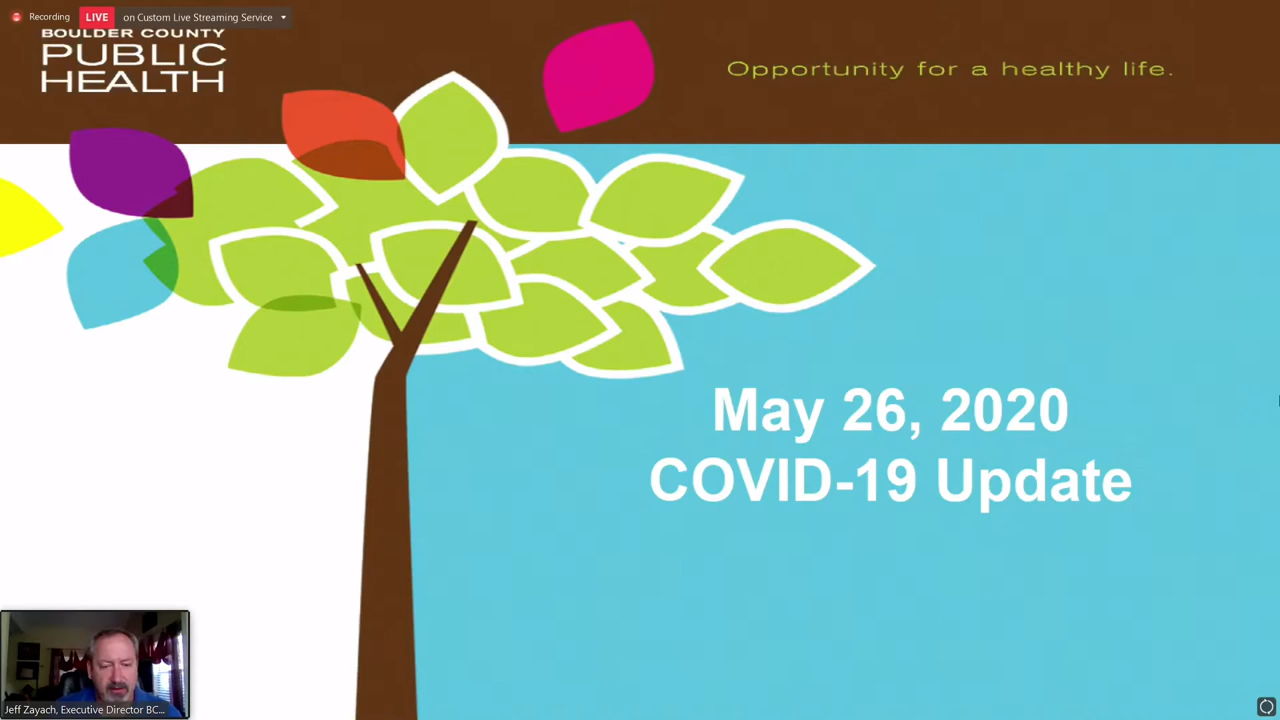 Recording
LIVE
on Custom Live Streaming Service
BOULDER COUNTY
PUBLIC
HEALTH
Opportunity for a healthy life.
May 26, 2020
COVID-19 Update
Jeff Zayach, Executive Director BC...